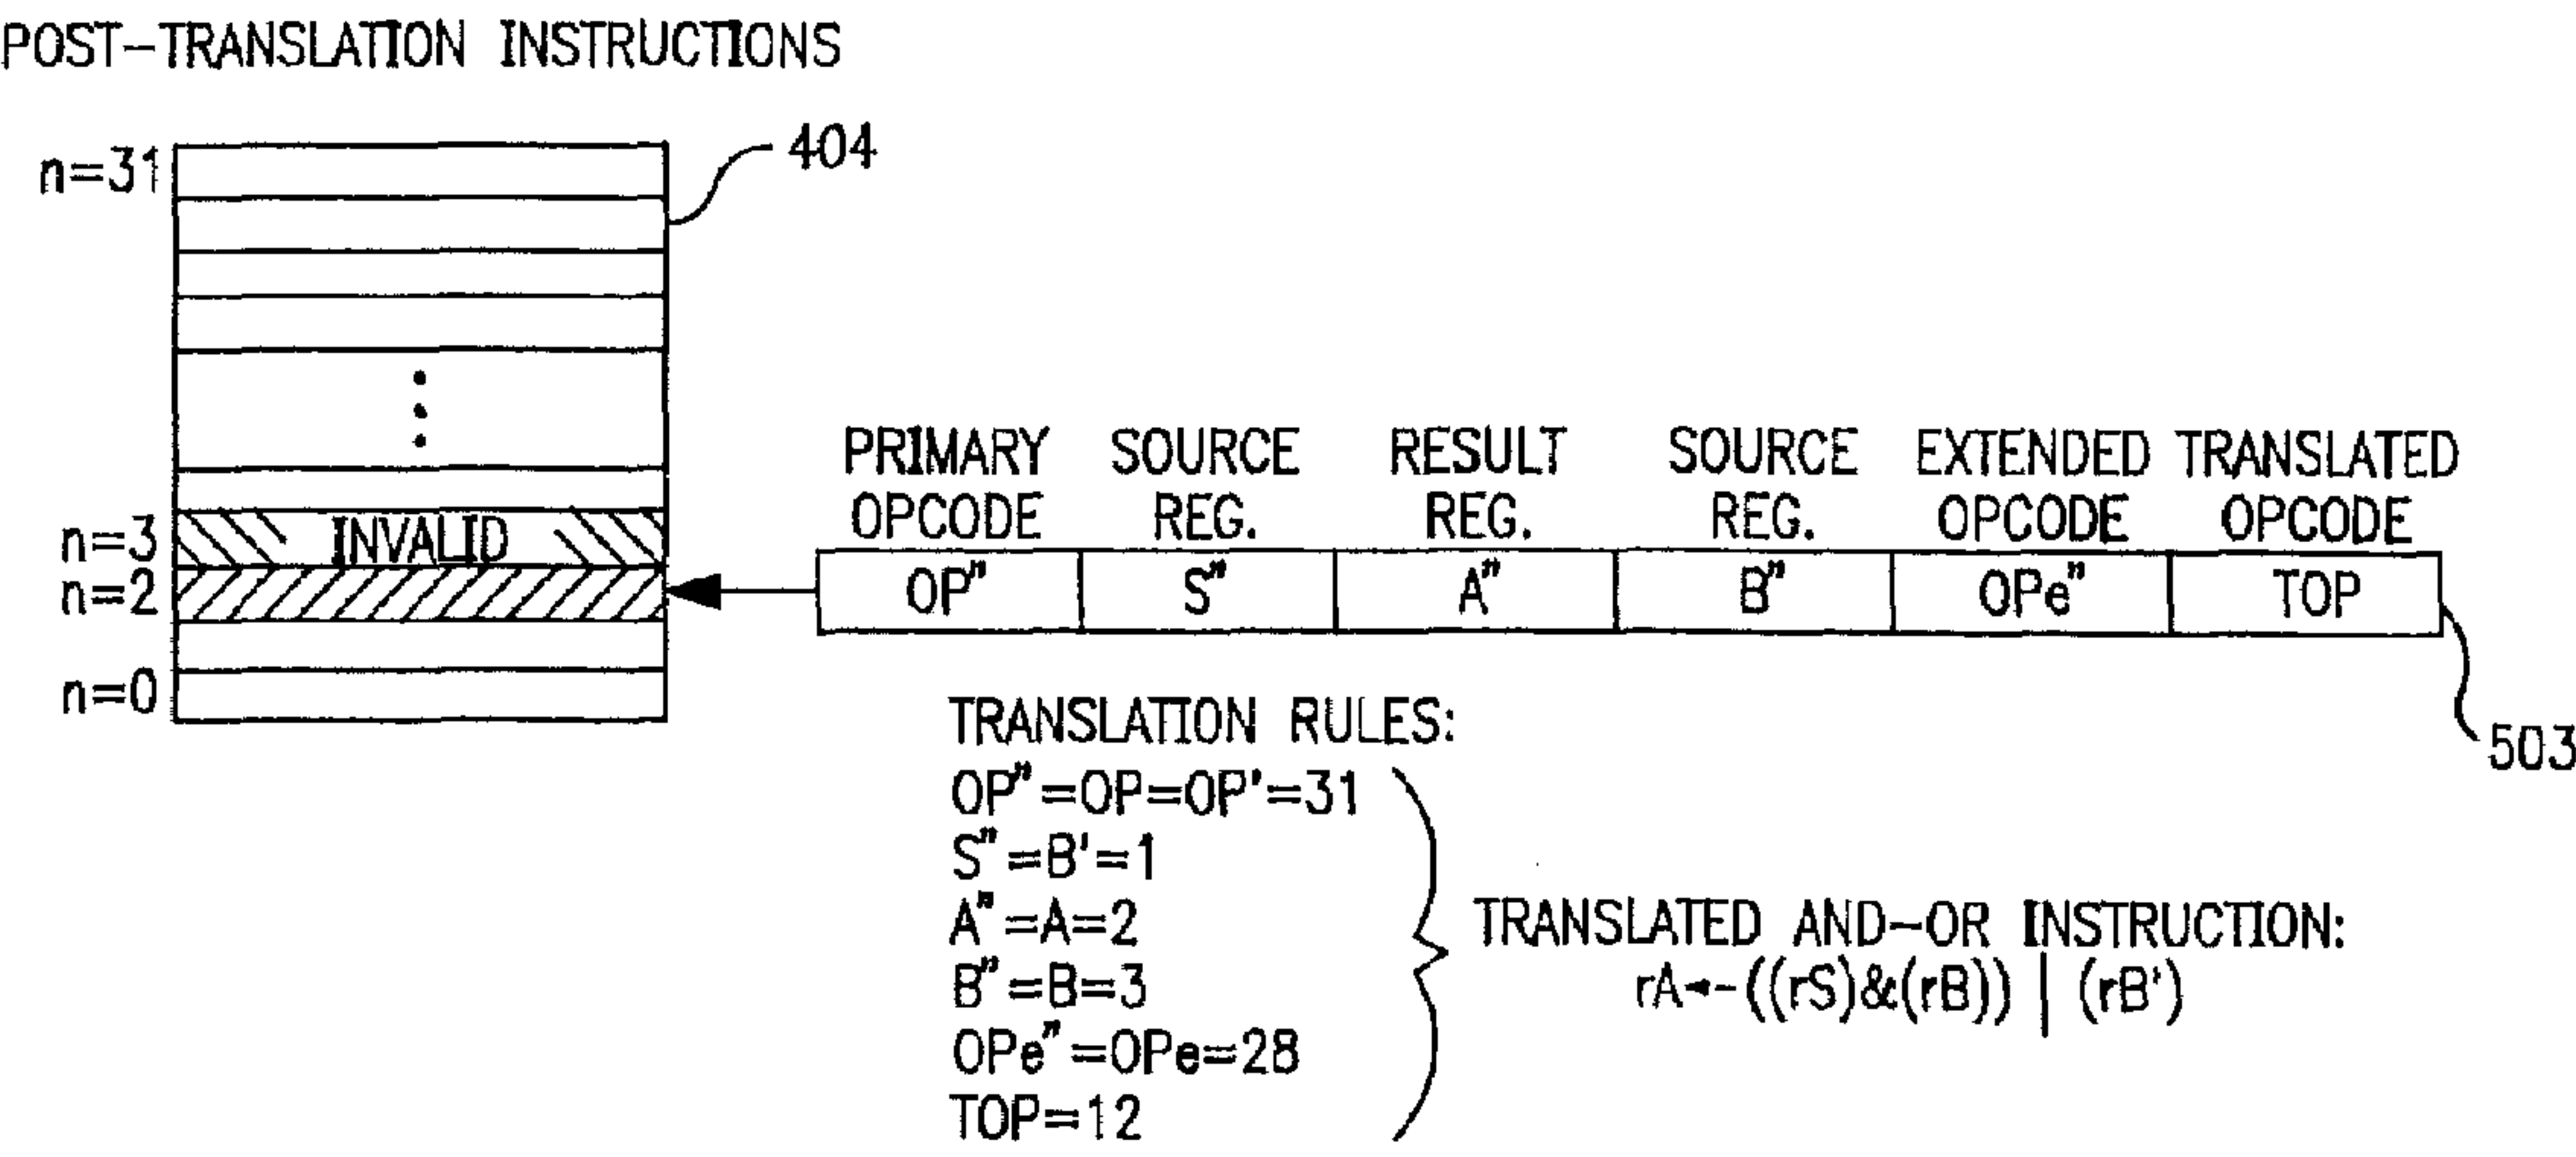 POST-TRANSLATION INSTRUCTIONS
n=31
404
n=3
INVALID
n=2
n=0
PRIMARY OPCODE
SOURCE REG.
RESULT REG.
SOURCE REG.
EXTENDED OPCODE
TRANSLATED OPCODE
OP" S" A" B" OPe" TOP
503
TRANSLATION RULES:
OP"=OP=OP'=31
S"=B'=1
A"=A=2
B"=B=3
OPe"=OPe=28
TOP=12
TRANSLATED AND-OR INSTRUCTION:
rA←((rS)&(rB)) | (rB')